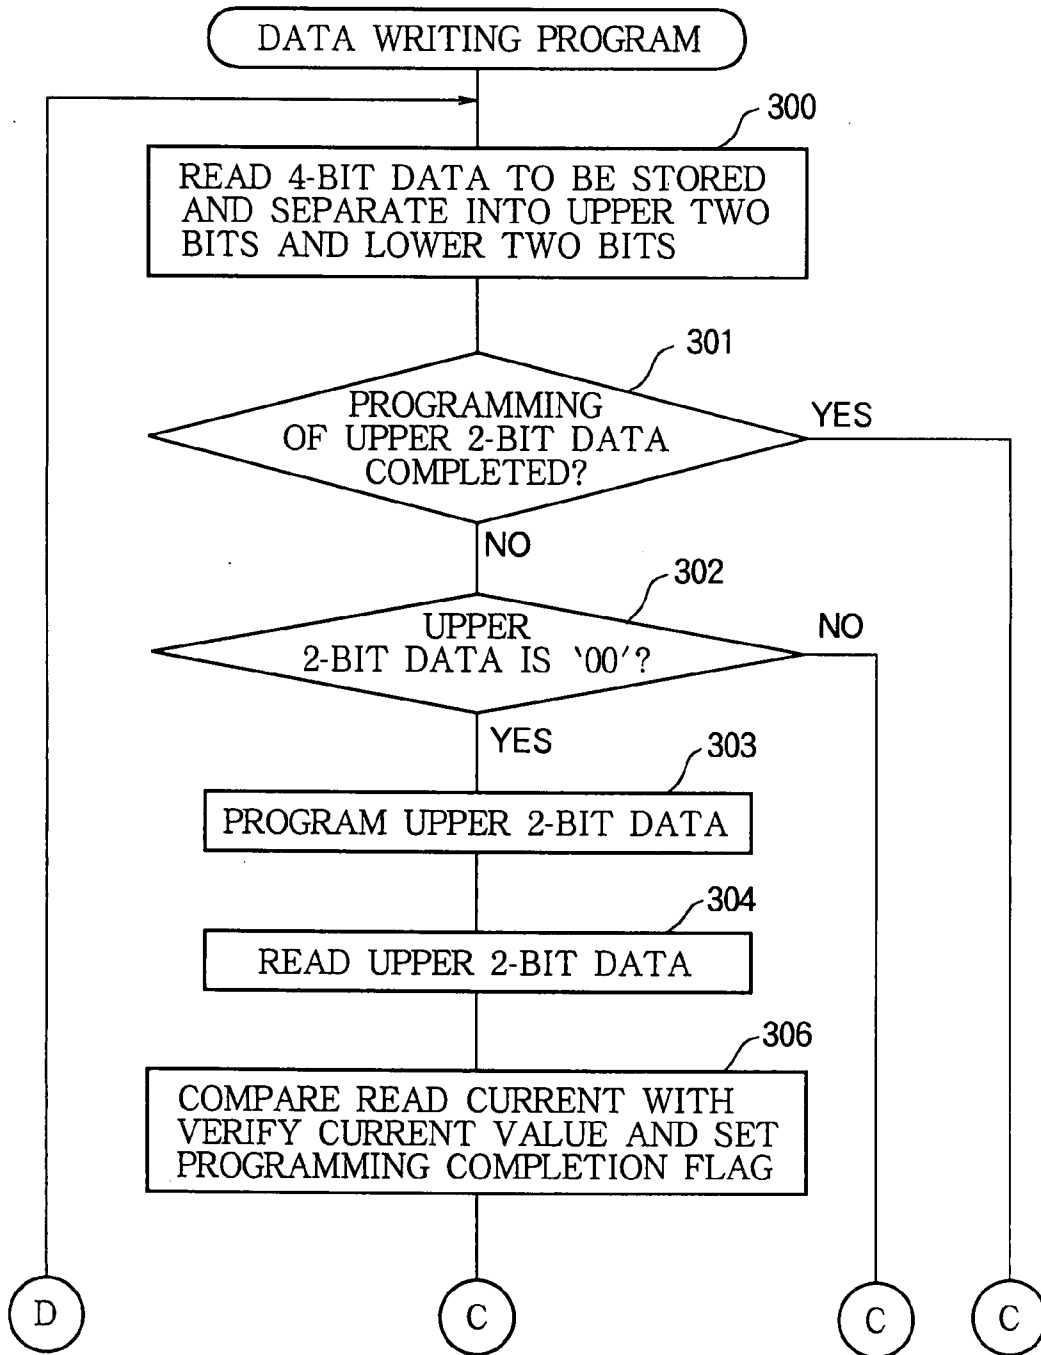 DATA WRITING PROGRAM
300
READ 4-BIT DATA TO BE STORED
AND SEPARATE INTO UPPER TWO
BITS AND LOWER TWO BITS
301
PROGRAMMING
OF UPPER 2-BIT DATA
COMPLETED?
YES
NO
302
UPPER
2-BIT DATA IS ‘00’?
NO
YES
303
PROGRAM UPPER 2-BIT DATA
304
READ UPPER 2-BIT DATA
306
COMPARE READ CURRENT WITH
VERIFY CURRENT VALUE AND SET
PROGRAMMING COMPLETION FLAG
D
C
C
C